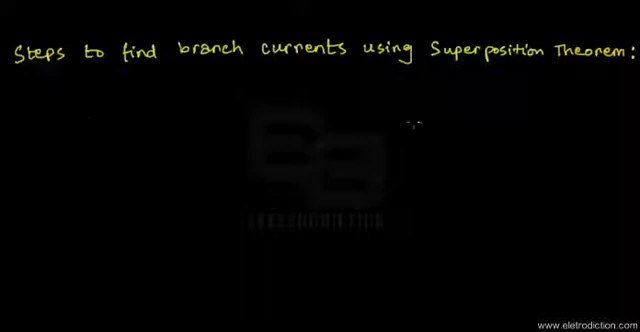 Steps to find branch currents using Superposition Theorem:
www.eletrodiction.com